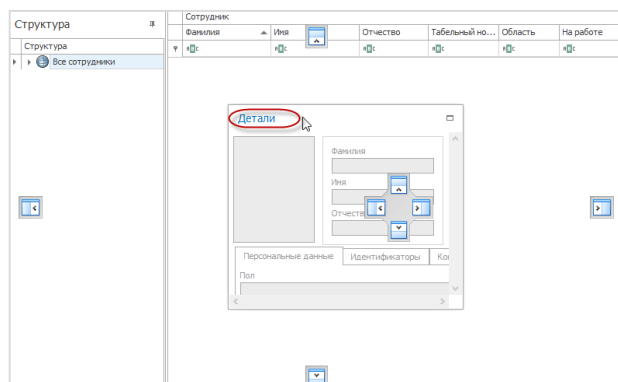 Структура
Структура
Все сотрудники
Сотрудник
Фамилия Имя Отчество Табельный но... Область На работе
Детали
Фамилия
Имя
Отчест
Персональные данные Идентификаторы Ко
Пол